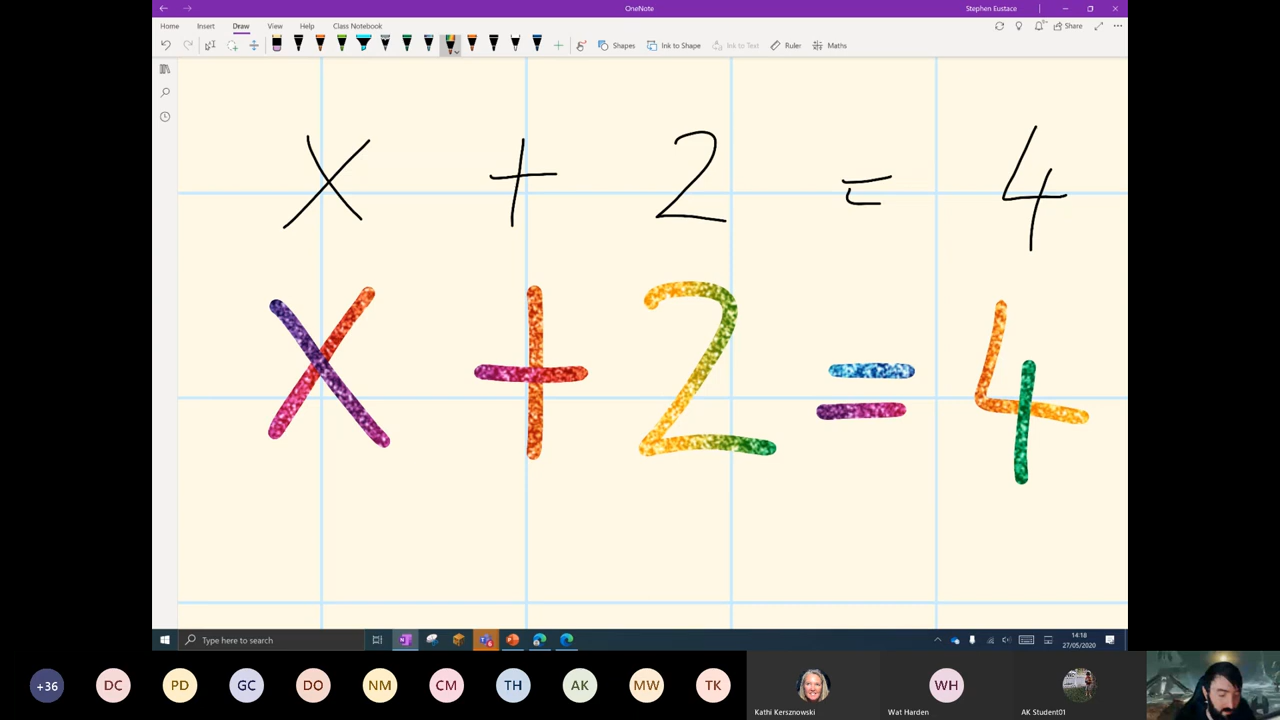 OneNote
Stephen Eustace
Home Insert Draw View Help Class Notebook
Share
Shapes Ink to Shape Ink to Text Ruler Maths
x + 2 = 4
x + 2 = 4
Type here to search
14:18
27/05/2020
+36 DC PD GC DO NM CM TH AK MW TK WH
Kathi Kersznowski Wat Harden AK Student01